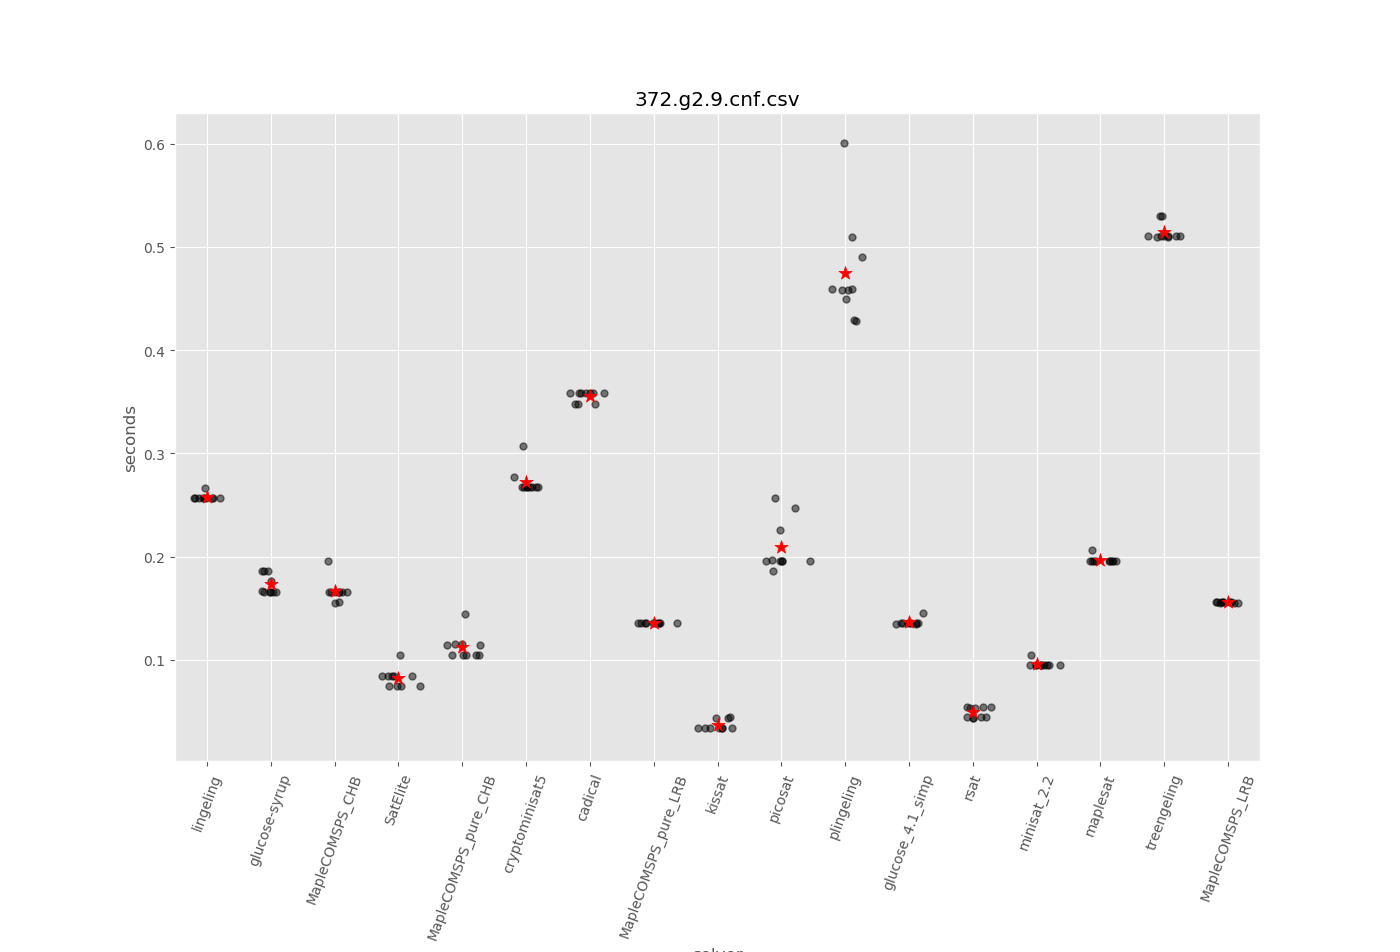 372.g2.9.cnf.csv
0.6
0.5
0.4
0.3
0.2
0.1
seconds
lingeling
glucose-syrup
MapleCOMSPS_CHB
SatElite
MapleCOMSPS_pure_CHB
cryptominisat5
cadical
MapleCOMSPS_pure_LRB
kissat
picosat
plingeling
glucose_4.1_simp
rsat
minisat_2.2
maplesat
treengeling
MapleCOMSPS_LRB